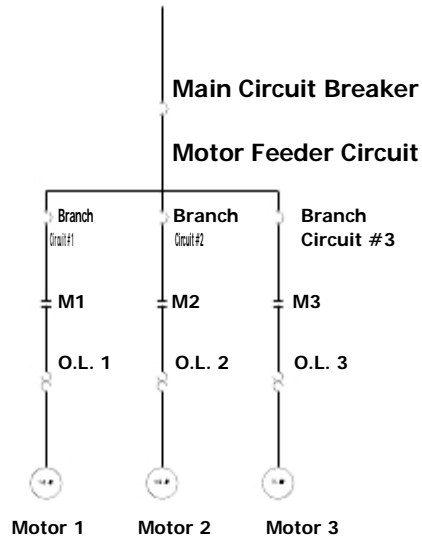 Main Circuit Breaker
Motor Feeder Circuit
Branch
Circuit #1
Branch
Circuit #2
Branch
Circuit #3
M1
M2
M3
O.L. 1
O.L. 2
O.L. 3
Motor 1
Motor 2
Motor 3